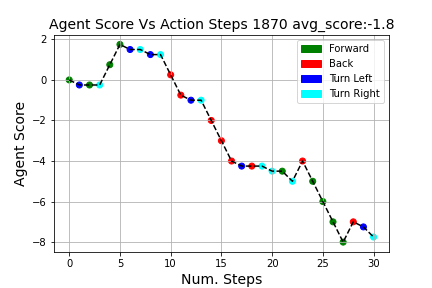 Agent Score Vs Action Steps 1870 avg_score:-1.8
Agent Score
2
0
−2
−4
−6
−8
Forward
Back
Turn Left
Turn Right
0 5 10 15 20 25 30
Num. Steps